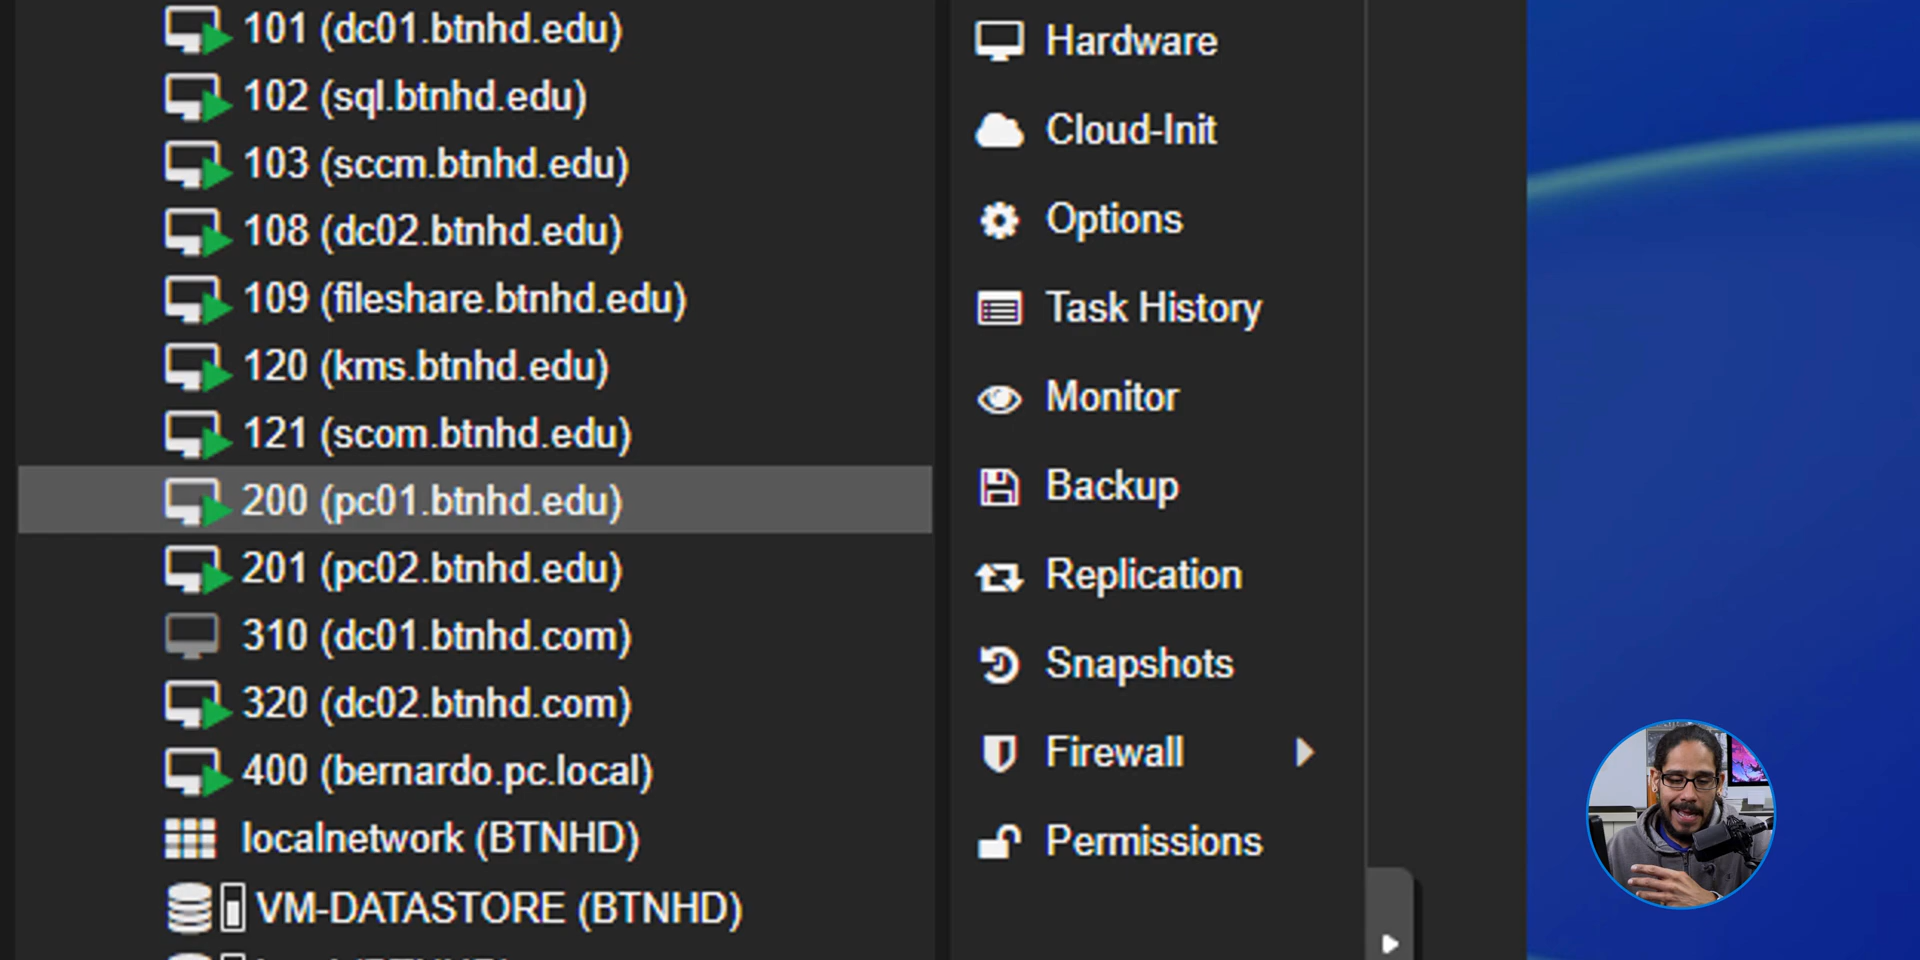 101 (dc01.btnhd.edu)
102 (sql.btnhd.edu)
103 (sccm.btnhd.edu)
108 (dc02.btnhd.edu)
109 (fileshare.btnhd.edu)
120 (kms.btnhd.edu)
121 (scom.btnhd.edu)
200 (pc01.btnhd.edu)
201 (pc02.btnhd.edu)
310 (dc01.btnhd.com)
320 (dc02.btnhd.com)
400 (bernardo.pc.local)
localnetwork (BTNHD)
VM-DATASTORE (BTNHD)
Hardware
Cloud-Init
Options
Task History
Monitor
Backup
Replication
Snapshots
Firewall
Permissions